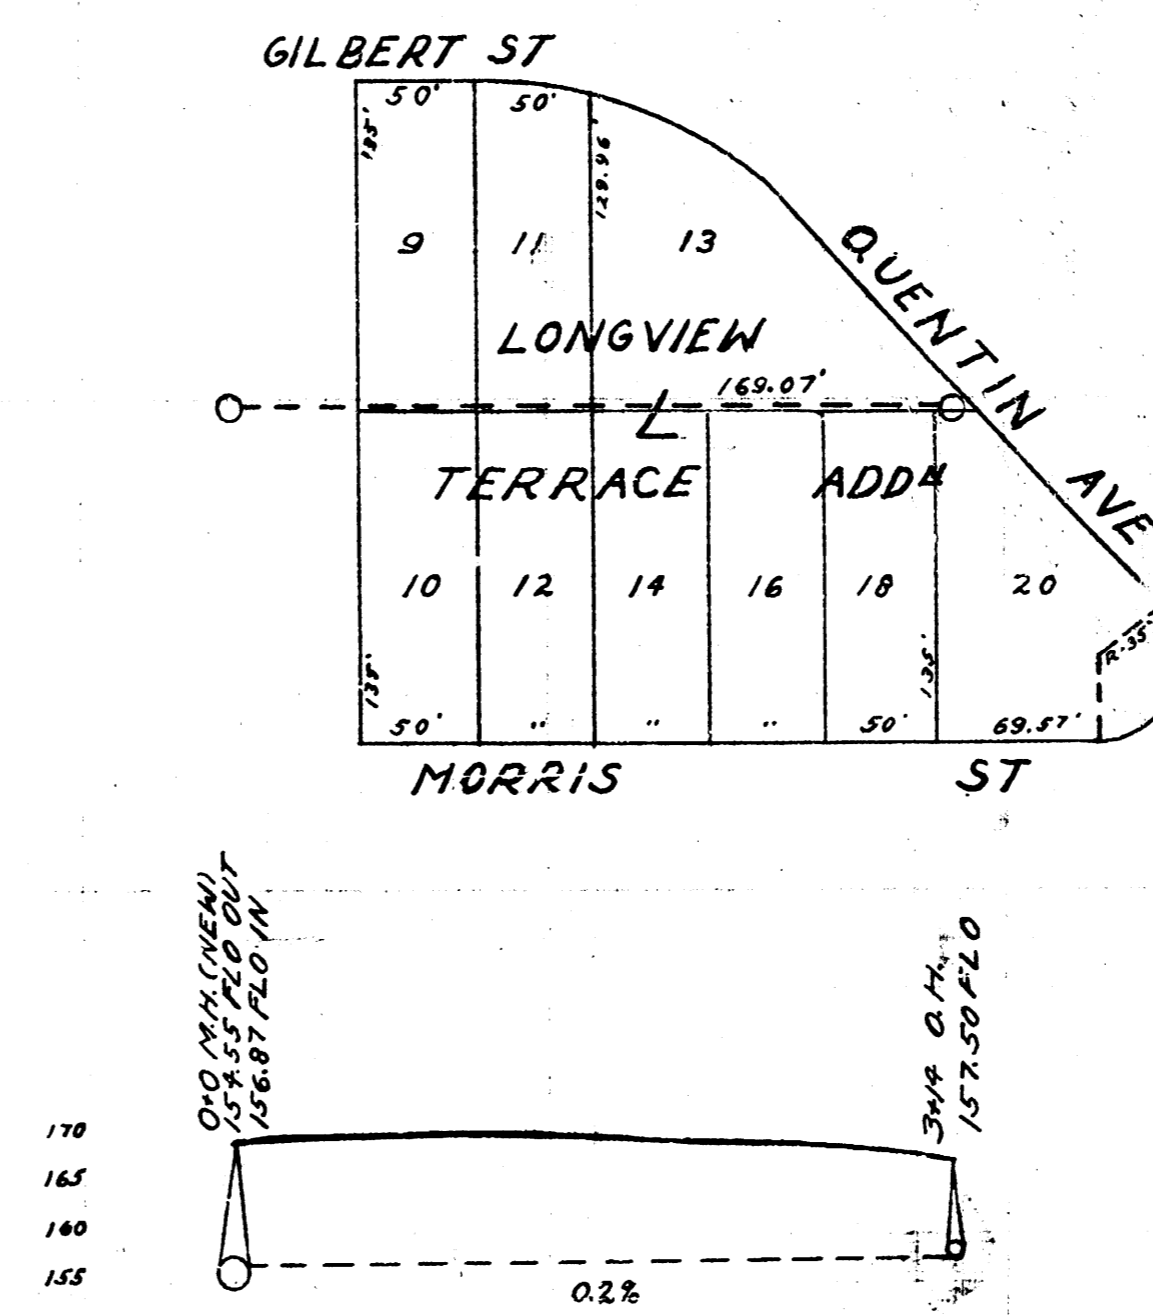 GILBERT ST
50' 50'
135'
129.96'
9 11 13
QUENTIN AVE
LONGVIEW
169.07'
L
TERRACE ADDN
10 12 14 16 18 20
135'
135'
R-35'
50' " " " 50' 69.57'
MORRIS ST
0+0 M.H. (NEW)
154.55 FLO OUT
156.87 FLO IN
3+14 O.H.
157.50 FLO
170
165
160
155
0.2%